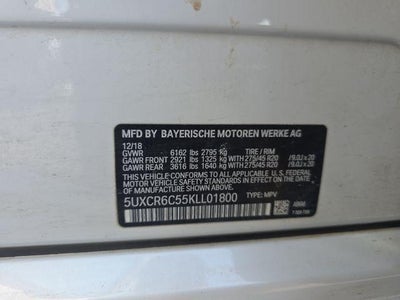 MFD BY BAYERISCHE MOTOREN WERKE AG
12/18
GVWR 6162 lbs 2795 kg TIRE / RIM
GAWR FRONT 2921 lbs 1325 kg WITH 275/45 R20 (9.0J x 20)
GAWR REAR 3616 lbs 1640 kg WITH 275/45 R20 (9.0J x 20)
THIS VEHICLE CONFORMS TO ALL APPLICABLE U. S. FEDERAL
MOTOR VEHICLE SAFETY STANDARDS IN EFFECT ON THE DATE
OF MANUFACTURE SHOWN ABOVE.
5UXCR6C55KLL01800 TYPE: MPV